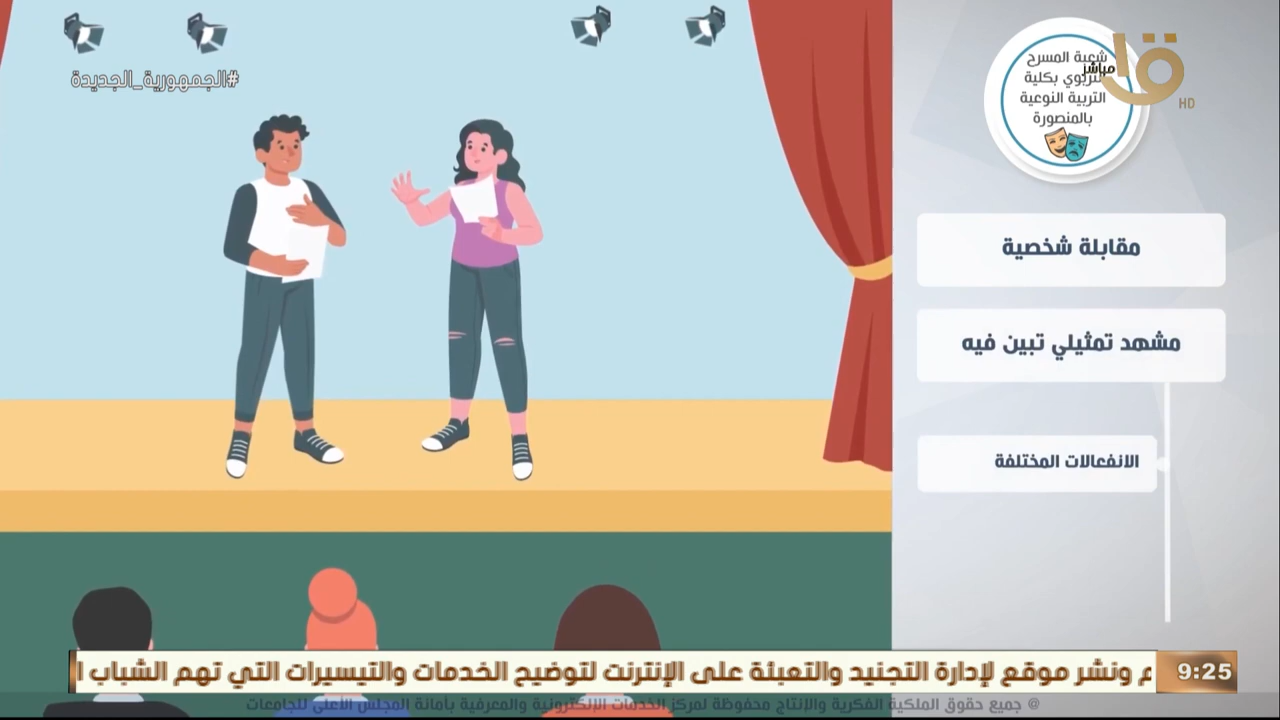 #الجمهورية_الجديدة
شعبة المسرح
التربوي بكلية
التربية النوعية
بالمنصورة
مباشر
HD
مقابلة شخصية
مشهد تمثيلي تبين فيه
الانفعالات المختلفة
ونشر موقع لإدارة التجنيد والتعبئة على الإنترنت لتوضيح الخدمات والتيسيرات التي تهم الشباب
9:25
@ جميع حقوق الملكية الفكرية والإنتاج محفوظة لمركز الخدمات الإلكترونية والمعرفية بأمانة المجلس الأعلى للجامعات